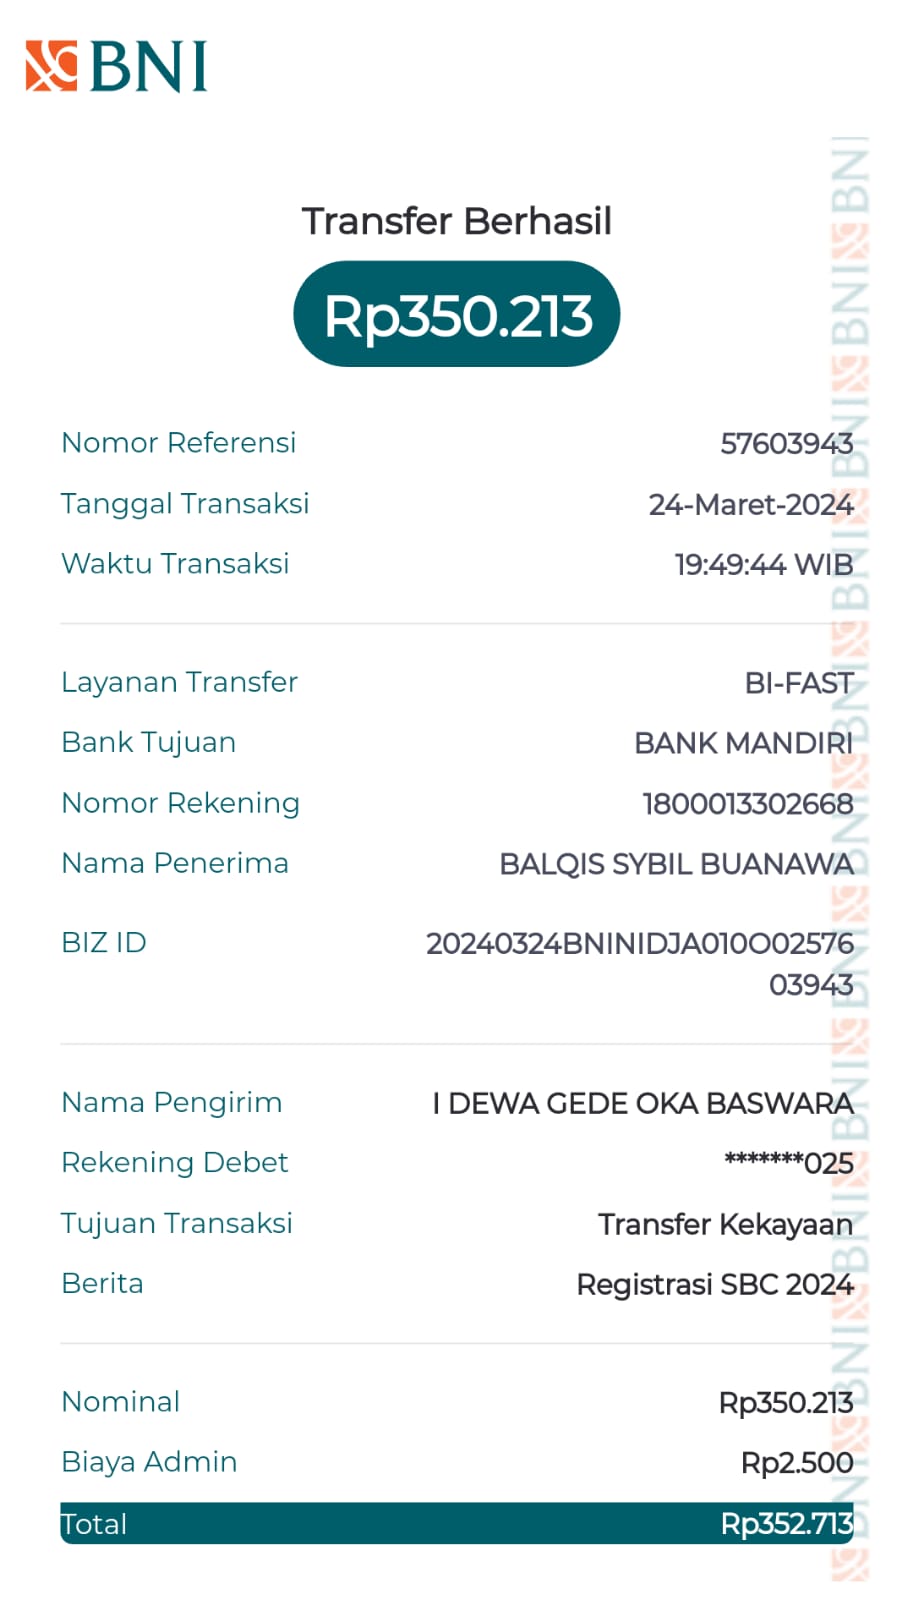 BNI
Transfer Berhasil
Rp350.213
Nomor Referensi 57603943
Tanggal Transaksi 24-Maret-2024
Waktu Transaksi 19:49:44 WIB
Layanan Transfer BI-FAST
Bank Tujuan BANK MANDIRI
Nomor Rekening 1800013302668
Nama Penerima BALQIS SYBIL BUANAWA
BIZ ID 20240324BNINIDJA010O02576
03943
Nama Pengirim I DEWA GEDE OKA BASWARA
Rekening Debet *******025
Tujuan Transaksi Transfer Kekayaan
Berita Registrasi SBC 2024
Nominal Rp350.213
Biaya Admin Rp2.500
Total Rp352.713
BNI BNI BNI BNI BNI BNI BNI BNI BNI BNI BNI